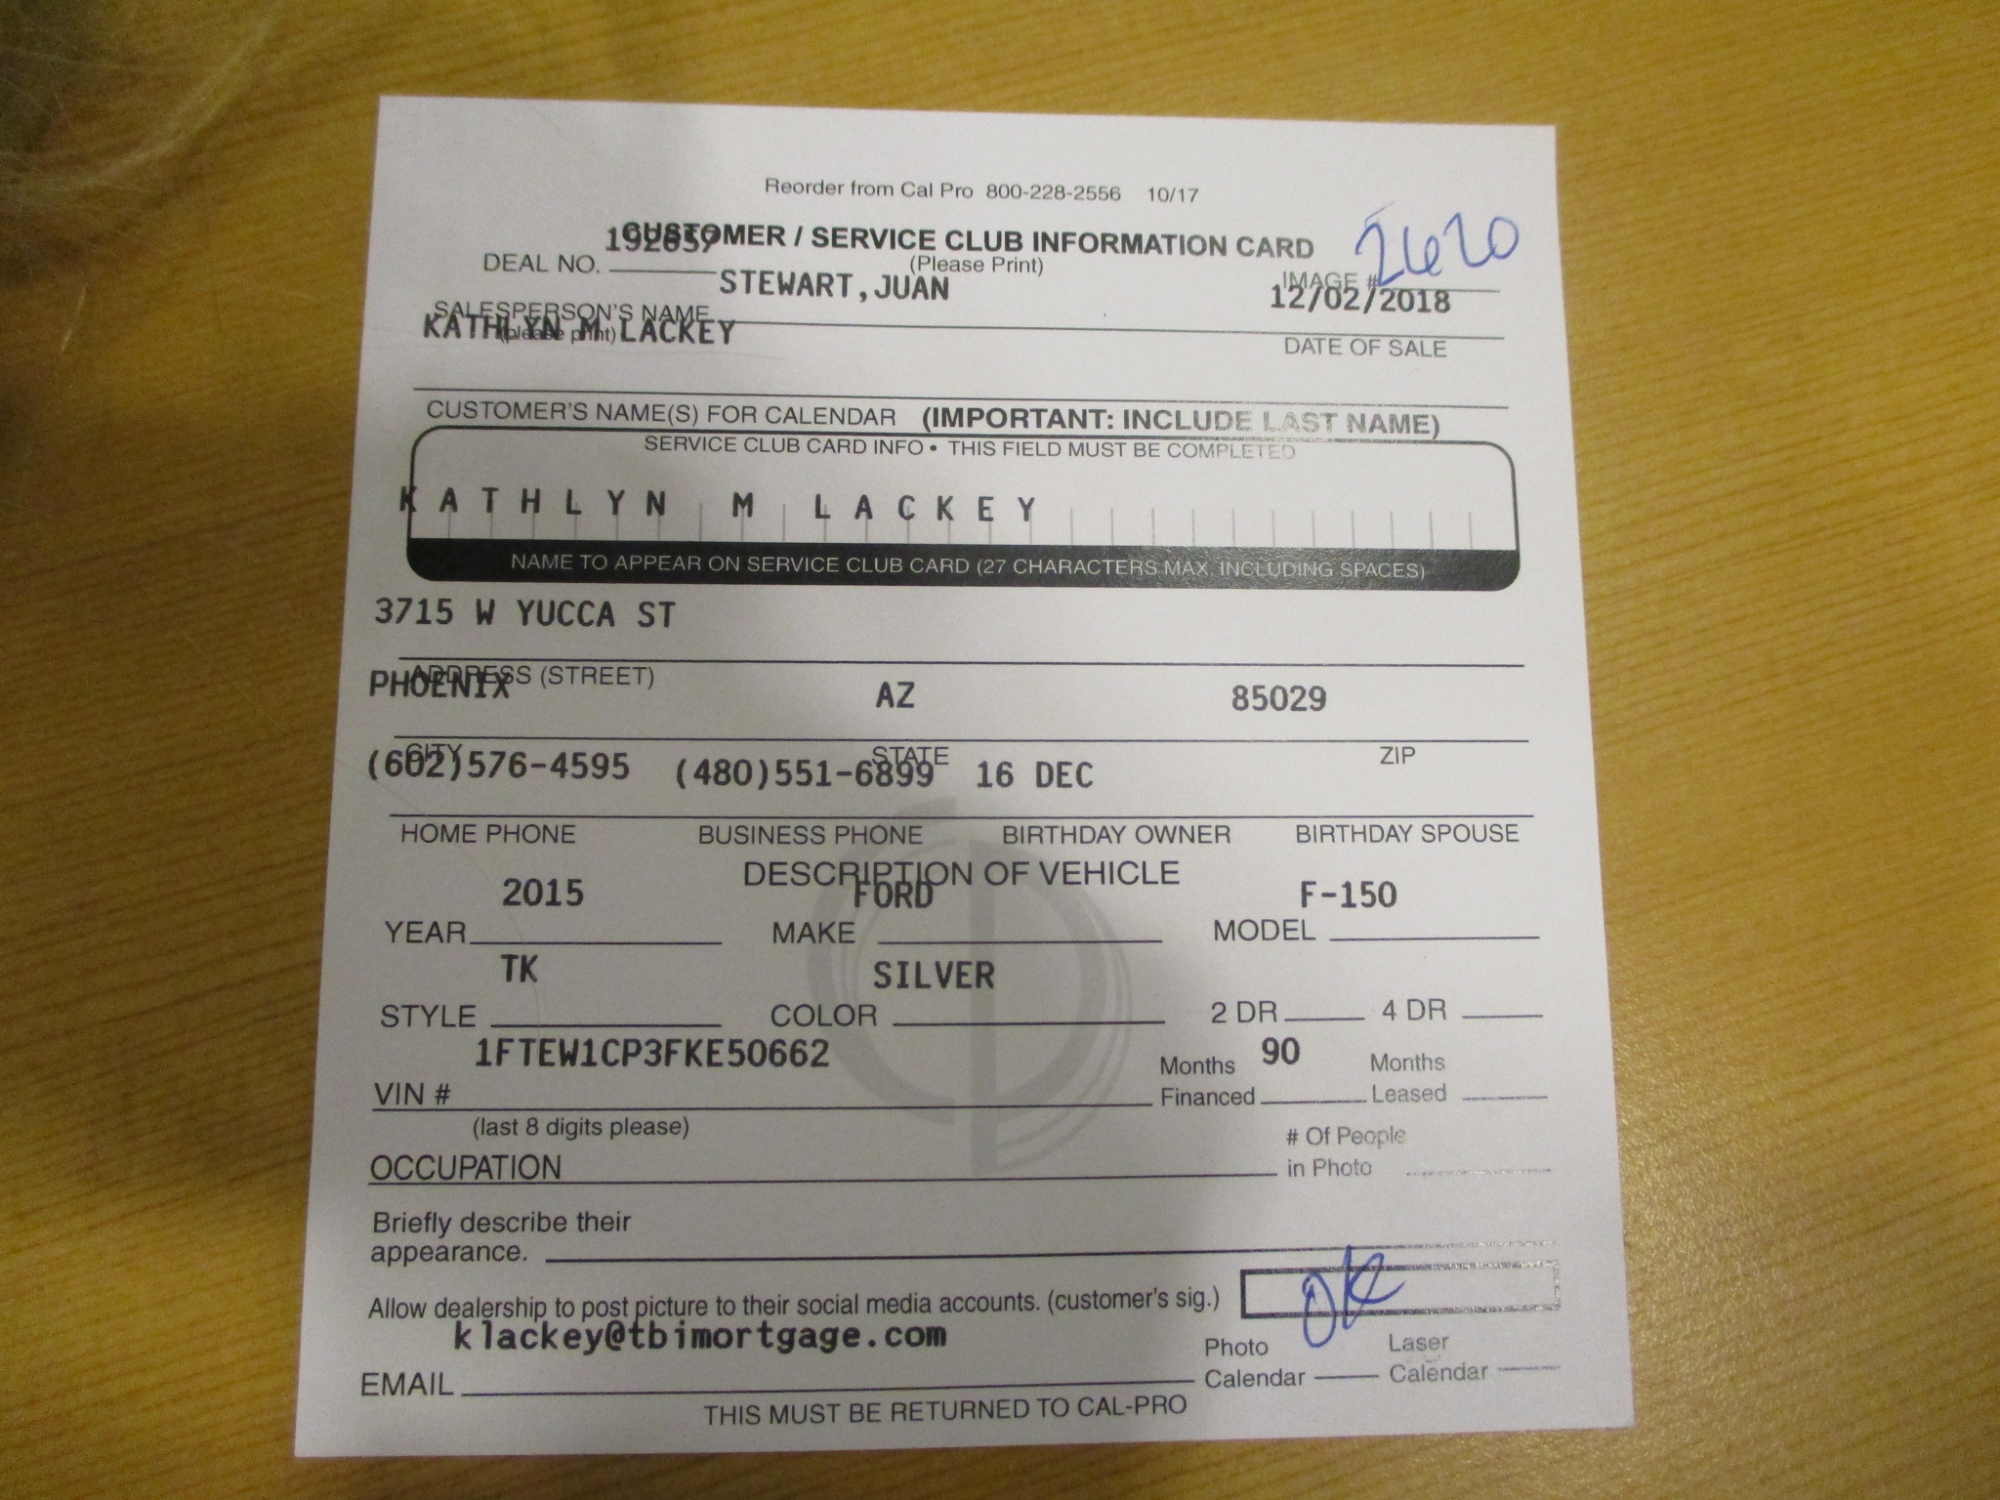 Reorder from Cal Pro 800-228-2556 10/17
CUSTOMER / SERVICE CLUB INFORMATION CARD
(Please Print)
DEAL NO. 192657
IMAGE # 2620
STEWART, JUAN 12/02/2018
SALESPERSON'S NAME
(please print)
DATE OF SALE
KATHLYN M LACKEY
CUSTOMER'S NAME(S) FOR CALENDAR (IMPORTANT: INCLUDE LAST NAME)
SERVICE CLUB CARD INFO • THIS FIELD MUST BE COMPLETED
KATHLYN M LACKEY
NAME TO APPEAR ON SERVICE CLUB CARD (27 CHARACTERS MAX. INCLUDING SPACES)
3715 W YUCCA ST
ADDRESS (STREET)
PHOENIX AZ 85029
CITY STATE ZIP
(602)576-4595 (480)551-6899 16 DEC
HOME PHONE BUSINESS PHONE BIRTHDAY OWNER BIRTHDAY SPOUSE
DESCRIPTION OF VEHICLE
2015 FORD F-150
YEAR MAKE MODEL
TK SILVER
STYLE COLOR 2 DR 4 DR
1FTEW1CP3FKE50662 Months 90 Months
VIN # Financed Leased
(last 8 digits please)
# Of People
OCCUPATION in Photo
Briefly describe their
appearance.
Allow dealership to post picture to their social media accounts. (customer's sig.) OK
klackey@tbimortgage.com Photo Laser
EMAIL Calendar Calendar
THIS MUST BE RETURNED TO CAL-PRO